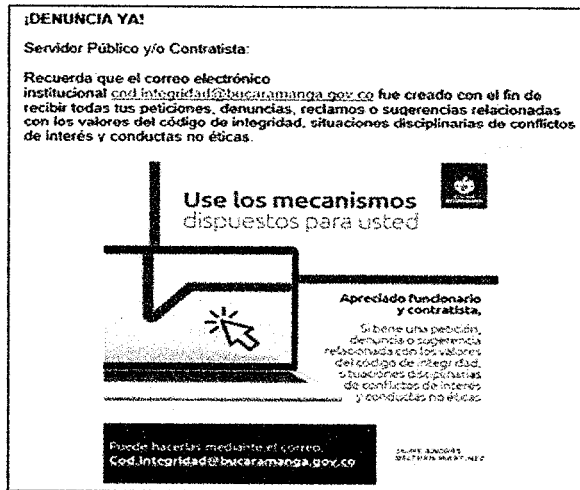 ¡DENUNCIA YA!
Servidor Público y/o Contratista:
Recuerda que el correo electrónico
institucional cod.integridad@bucaramanga.gov.co fue creado con el fin de
recibir todas tus peticiones, denuncias, reclamos o sugerencias relacionadas
con los valores del código de integridad, situaciones disciplinarias de conflictos
de interés y conductas no éticas.
Use los mecanismos
dispuestos para usted
Apreciado funcionario
y contratista,
Si tiene una petición,
denuncia o sugerencia
relacionada con los valores
del código de integridad,
situaciones disciplinarias
de conflictos de interés
y conductas no éticas
Puede hacerlas mediante el correo:
Cod.integridad@bucaramanga.gov.co